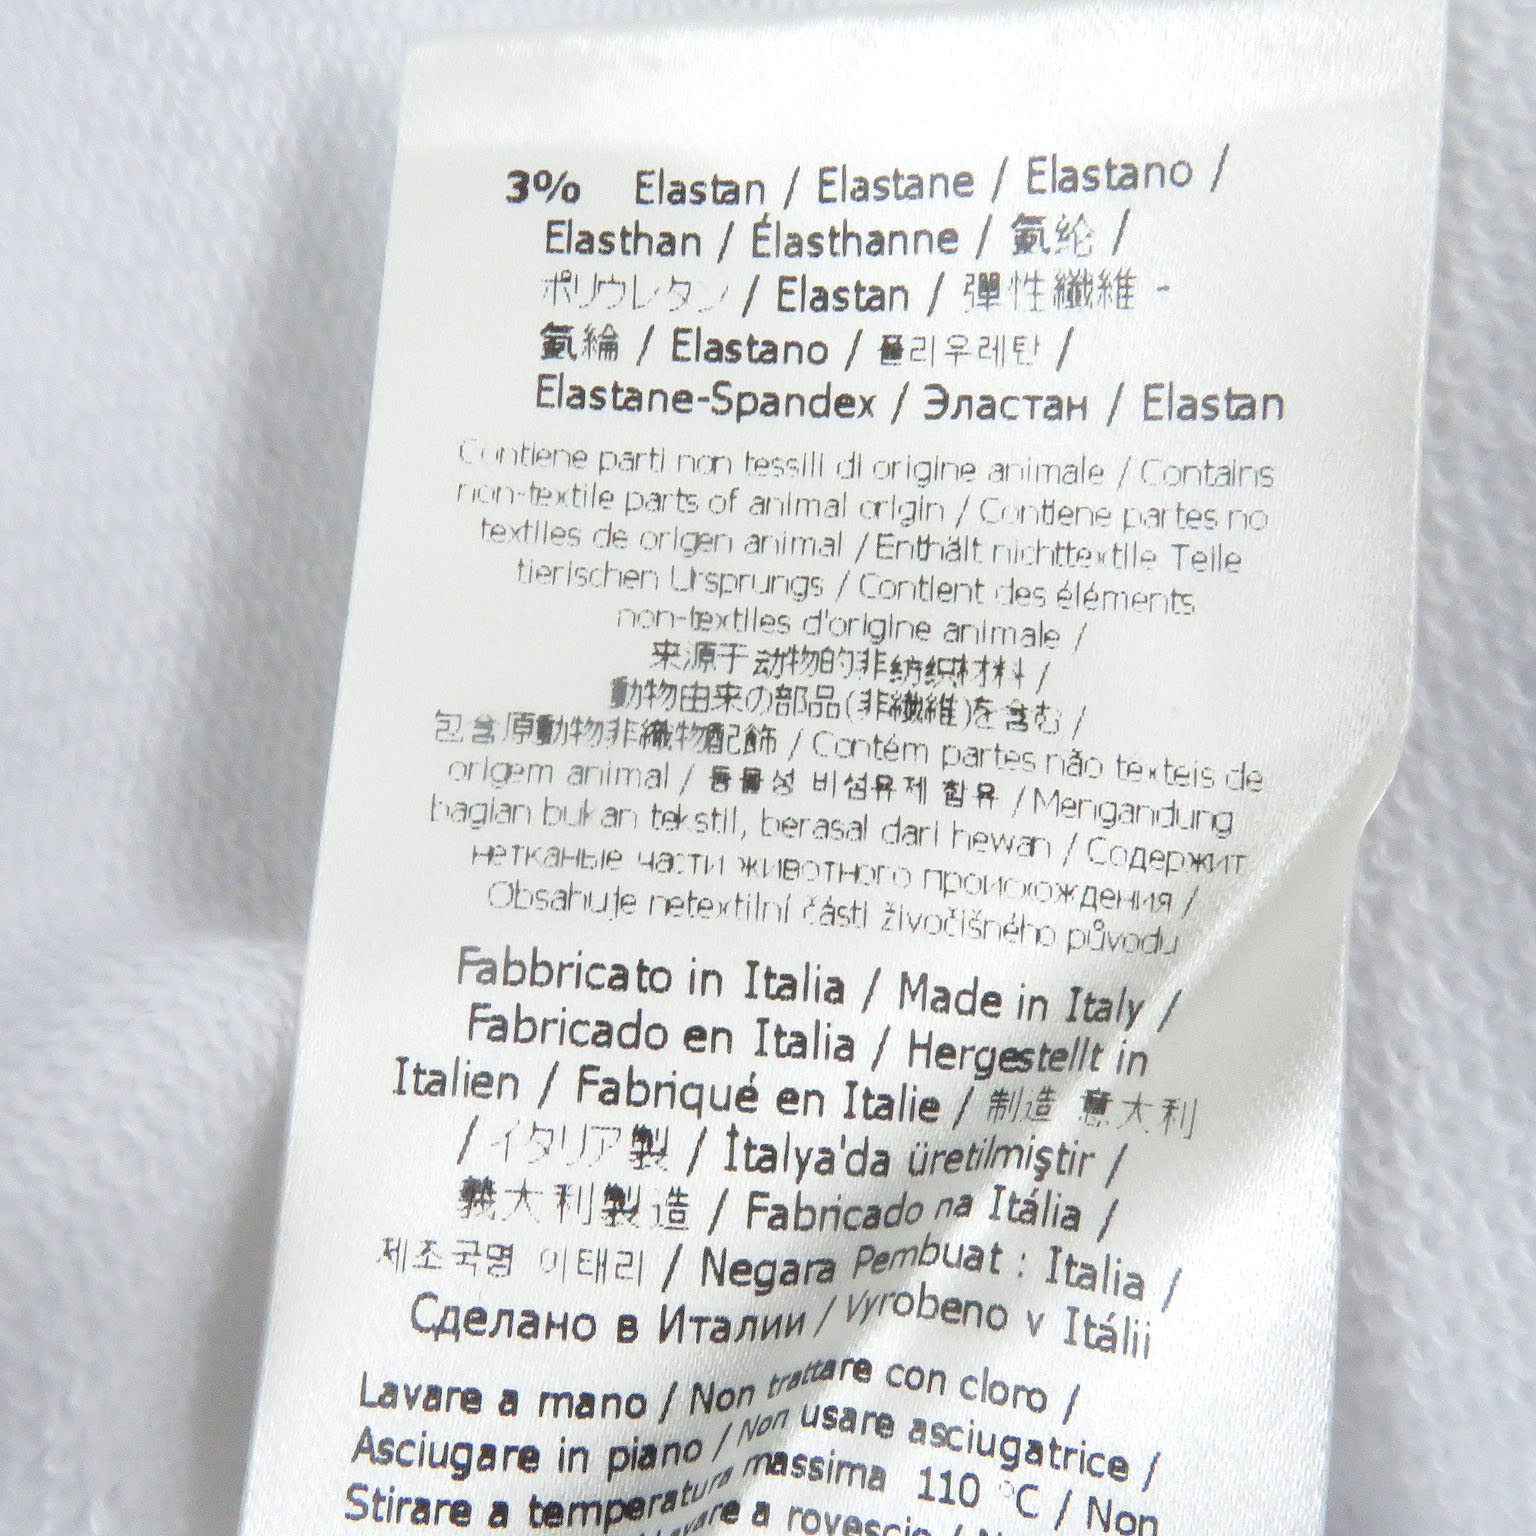 3% Elastan / Elastane / Elastano /
Elasthan / Élasthanne / 氨纶 /
ポリウレタン / Elastan / 彈性纖維 -
氨綸 / Elastano / 폴리우레탄 /
Elastane-Spandex / Эластан / Elastan
Contiene parti non tessili di origine animale / Contains
non-textile parts of animal origin / Contiene partes no
textiles de origen animal / Enthält nichttextile Teile
tierischen Ursprungs / Contient des éléments
non-textiles d'origine animale /
来源于动物的非纺织材料 /
動物由来の部品(非繊維)を含む /
包含原動物非織物配飾 / Contém partes não têxteis de
origem animal / 동물성 비섬유제 함유 / Mengandung
bagian bukan tekstil, berasal dari hewan / Содержит
нетканые части животного происхождения /
Obsahuje netextilní části živočišného původu
Fabbricato in Italia / Made in Italy /
Fabricado en Italia / Hergestellt in
Italien / Fabriqué en Italie / 制造 意大利
/ イタリア製 / İtalya'da üretilmiştir /
義大利製造 / Fabricado na Itália /
제조국명 이태리 / Negara Pembuat : Italia /
Сделано в Италии / Vyrobeno v Itálii
Lavare a mano / Non trattare con cloro /
Asciugare in piano / Non usare asciugatrice /
Stirare a temperatura massima 110 °C / Non
Lavare a rovescio /